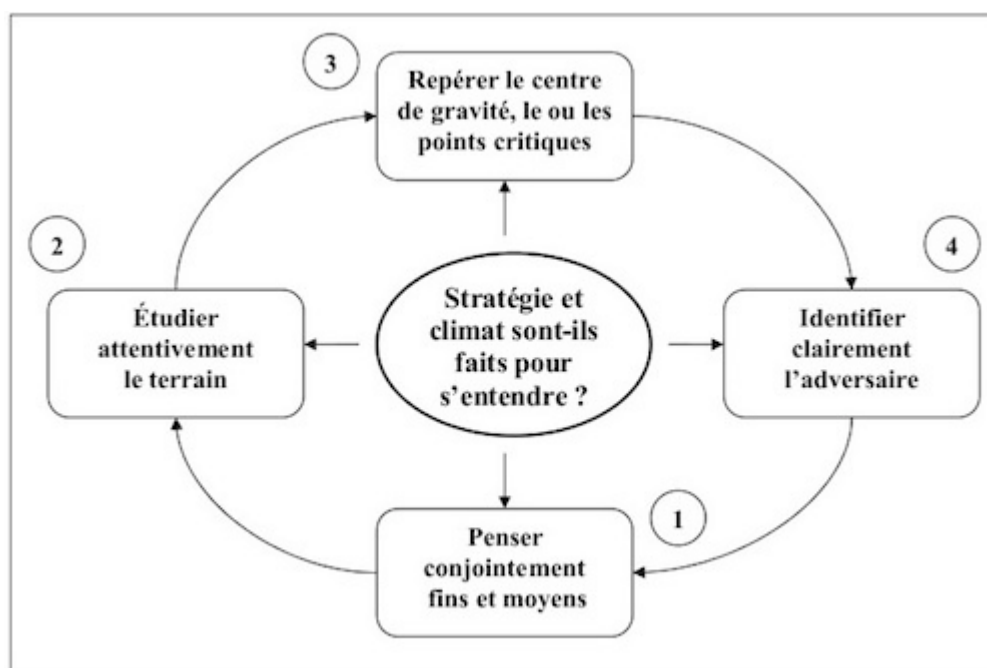 3
Repérer le centre
de gravité, le ou les
points critiques
2
4
Étudier
attentivement
le terrain
Stratégie et
climat sont-ils
faits pour
s’entendre ?
Identifier
clairement
l’adversaire
1
Penser
conjointement
fins et moyens